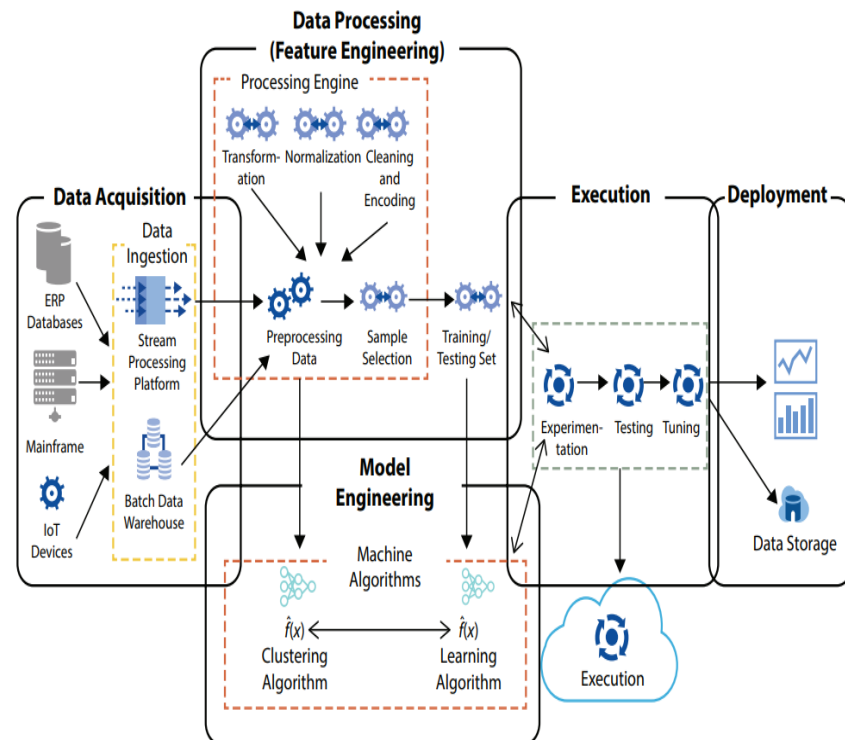 Data Processing
(Feature Engineering)
Processing Engine
Transform-
ation
Normalization
Cleaning
and
Encoding
Data Acquisition
Data
Ingestion
ERP
Databases
Stream
Processing
Platform
Mainframe
IoT
Devices
Batch Data
Warehouse
Preprocessing
Data
Sample
Selection
Training/
Testing Set
Execution
Experimen-
tation
Testing
Tuning
Deployment
Data Storage
Model
Engineering
Machine
Algorithms
f̂(x)
Clustering
Algorithm
f̂(x)
Learning
Algorithm
Execution